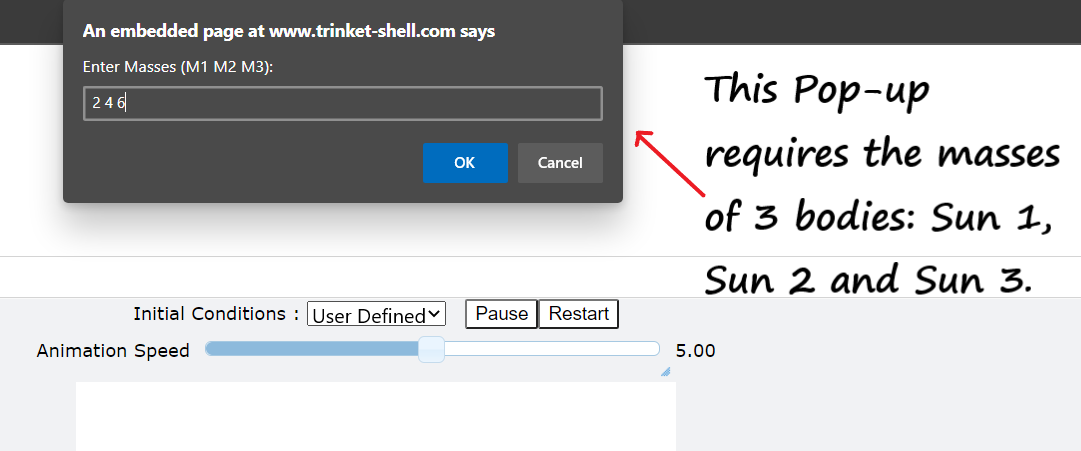 An embedded page at www.trinket-shell.com says
Enter Masses (M1 M2 M3):
2 4 6
OK
Cancel
This Pop-up
requires the masses
of 3 bodies: Sun 1,
Sun 2 and Sun 3.
Initial Conditions : User Defined Pause Restart
Animation Speed 5.00